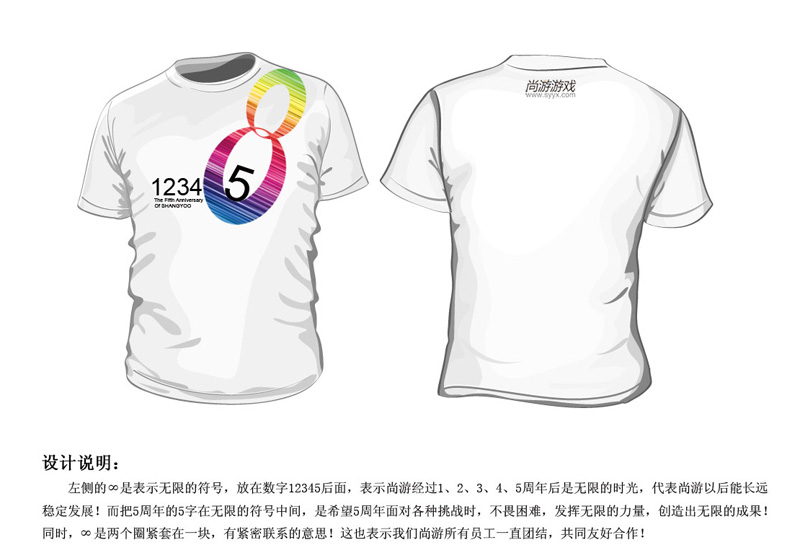 1234
5
The Fifth Anniversary
Of SHANGYOO
尚游游戏
www.syyx.com
设计说明：
左侧的∞是表示无限的符号，放在数字12345后面，表示尚游经过1、2、3、4、5周年后是无限的时光，代表尚游以后能长远
稳定发展！而把5周年的5字在无限的符号中间，是希望5周年面对各种挑战时，不畏困难，发挥无限的力量，创造出无限的成果！
同时，∞是两个圈紧套在一块，有紧密联系的意思！这也表示我们尚游所有员工一直团结，共同友好合作！